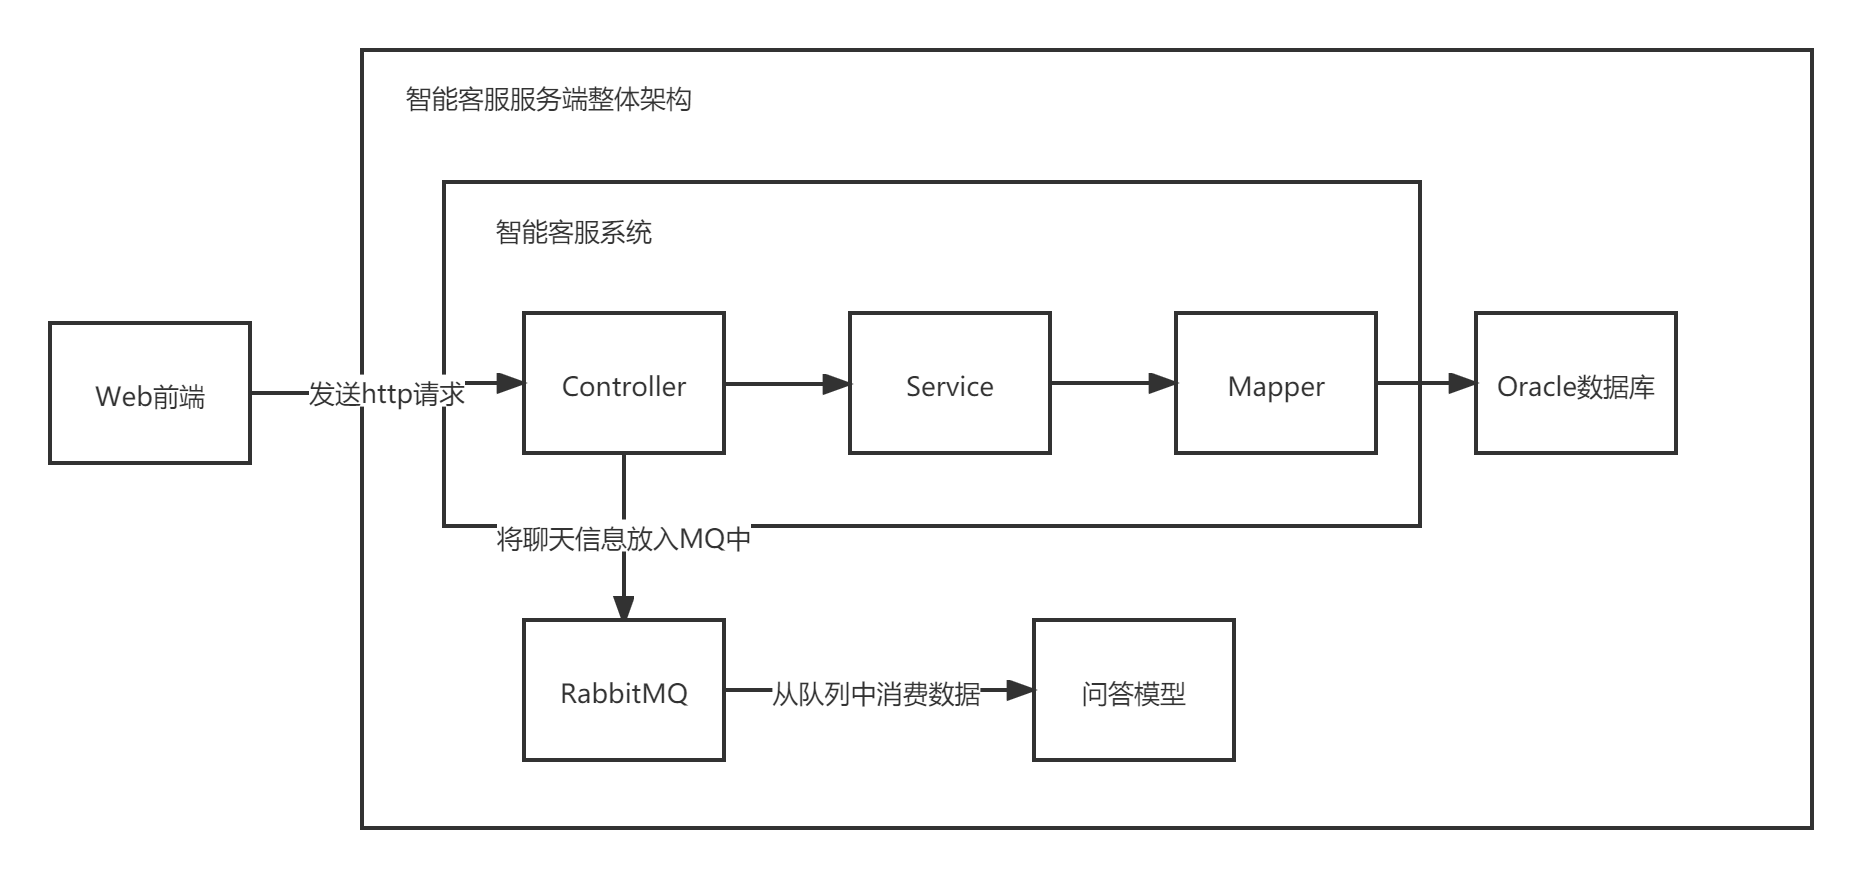 智能客服服务端整体架构
智能客服系统
Web前端
发送http请求
Controller
Service
Mapper
Oracle数据库
将聊天信息放入MQ中
RabbitMQ
从队列中消费数据
问答模型